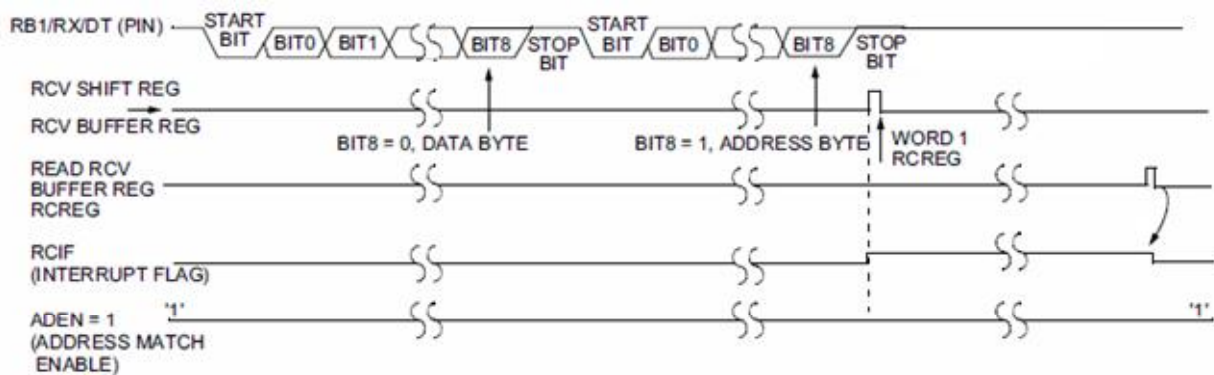 RB1/RX/DT (PIN)
START
BIT
BIT0
BIT1
BIT8
STOP
BIT
START
BIT
BIT0
BIT8
STOP
BIT
RCV SHIFT REG
RCV BUFFER REG
BIT8 = 0, DATA BYTE
BIT8 = 1, ADDRESS BYTE
WORD 1
RCREG
READ RCV
BUFFER REG
RCREG
RCIF
(INTERRUPT FLAG)
ADEN = 1
(ADDRESS MATCH
ENABLE)
'1'
'1'